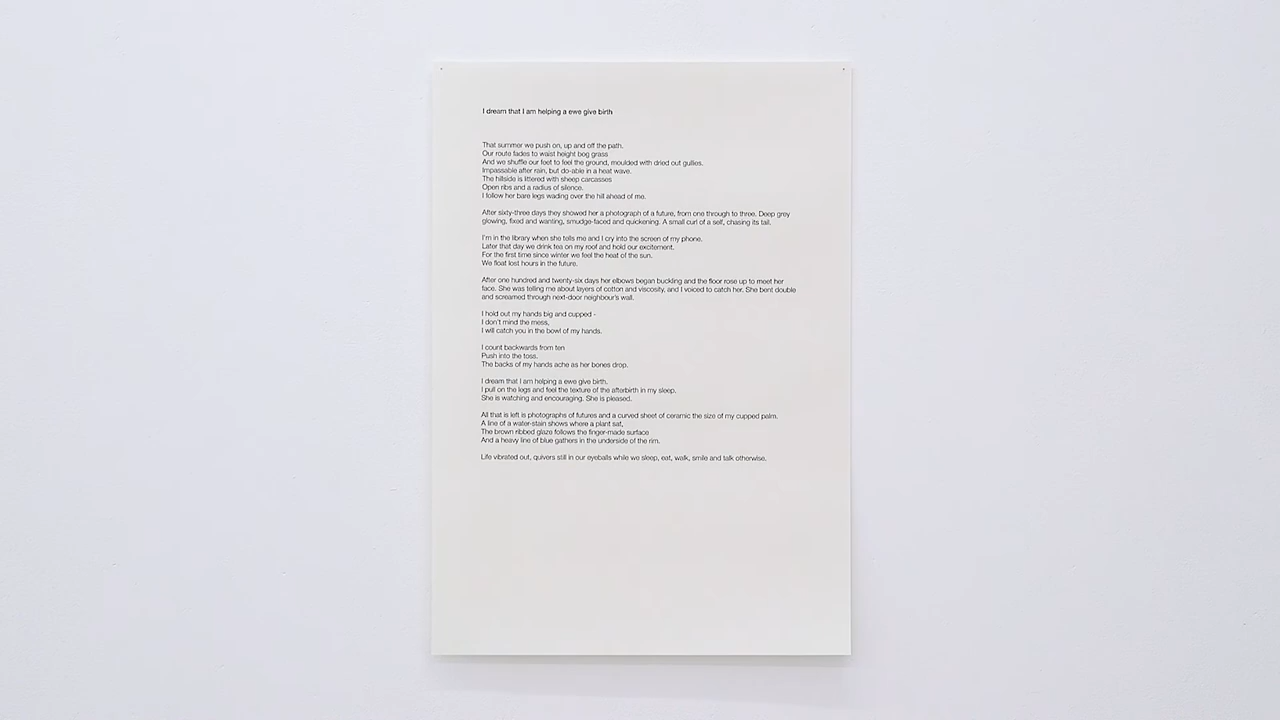 I dream that I am helping a ewe give birth
That summer we push on, up and off the path.
Our route fades to waist height bog grass
And we shuffle our feet to feel the ground, moulded with dried out gullies.
Impassable after rain, but do-able in a heat wave.
The hillside is littered with sheep carcasses
Open ribs and a radius of silence.
I follow her bare legs wading over the hill ahead of me.
After sixty-three days they showed her a photograph of a future, from one through to three. Deep grey
glowing, fixed and wanting, smudge-faced and quickening. A small curl of a self, chasing its tail.
I'm in the library when she tells me and I cry into the screen of my phone.
Later that day we drink tea on my roof and hold our excitement.
For the first time since winter we feel the heat of the sun.
We float lost hours in the future.
After one hundred and twenty-six days her elbows began buckling and the floor rose up to meet her
face. She was telling me about layers of cotton and viscosity, and I voiced to catch her. She bent double
and screamed through next-door neighbour's wall.
I hold out my hands big and cupped -
I don't mind the mess,
I will catch you in the bowl of my hands.
I count backwards from ten
Push into the toss.
The backs of my hands ache as her bones drop.
I dream that I am helping a ewe give birth.
I pull on the legs and feel the texture of the afterbirth in my sleep.
She is watching and encouraging. She is pleased.
All that is left is photographs of futures and a curved sheet of ceramic the size of my cupped palm.
A line of a water-stain shows where a plant sat,
The brown ribbed glaze follows the finger-made surface
And a heavy line of blue gathers in the underside of the rim.
Life vibrated out, quivers still in our eyeballs while we sleep, eat, walk, smile and talk otherwise.